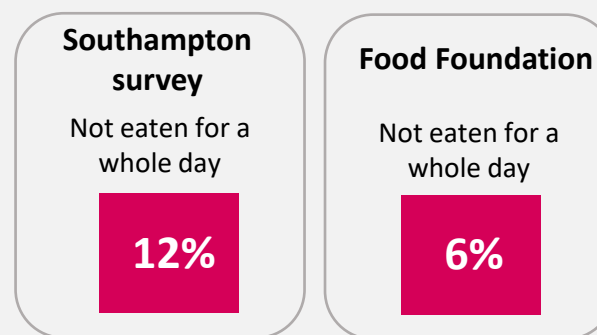 Southampton
survey
Not eaten for a
whole day
12%
Food Foundation
Not eaten for a
whole day
6%